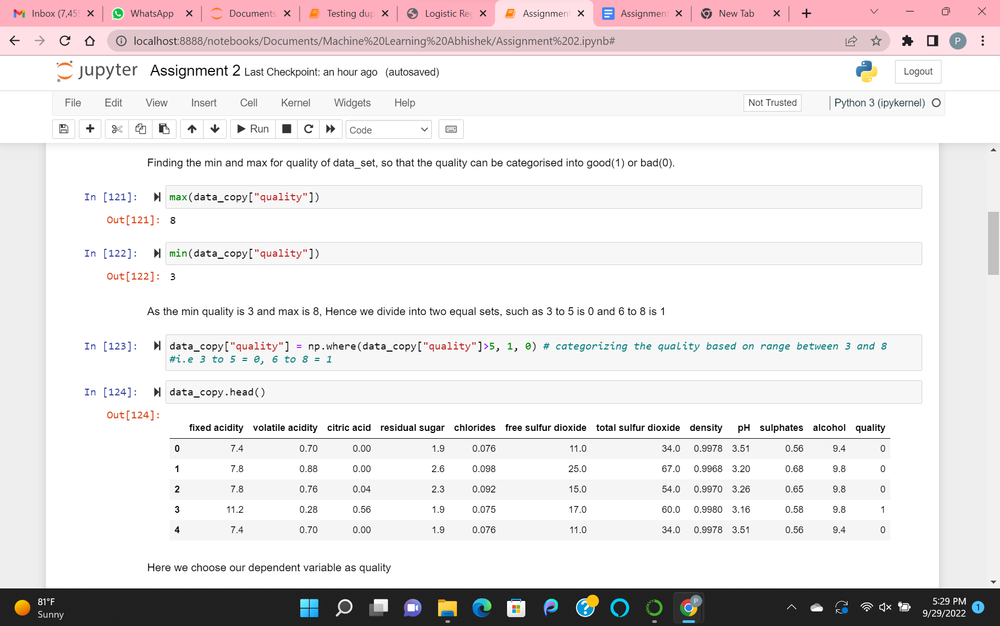 Inbox (7,459
WhatsApp
Documents
Testing dup
Logistic Reg
Assignment
Assignment
New Tab
localhost:8888/notebooks/Documents/Machine%20Learning%20Abhishek/Assignment%202.ipynb#
P
jupyter Assignment 2 Last Checkpoint: an hour ago (autosaved)
Logout
File Edit View Insert Cell Kernel Widgets Help
Not Trusted
Python 3 (ipykernel)
Run
Code
Finding the min and max for quality of data_set, so that the quality can be categorised into good(1) or bad(0).
In [121]: max(data_copy["quality"])
Out[121]: 8
In [122]: min(data_copy["quality"])
Out[122]: 3
As the min quality is 3 and max is 8, Hence we divide into two equal sets, such as 3 to 5 is 0 and 6 to 8 is 1
In [123]: data_copy["quality"] = np.where(data_copy["quality"]>5, 1, 0) # categorizing the quality based on range between 3 and 8
#i.e 3 to 5 = 0, 6 to 8 = 1
In [124]: data_copy.head()
Out[124]:
fixed acidity volatile acidity citric acid residual sugar chlorides free sulfur dioxide total sulfur dioxide density pH sulphates alcohol quality
0 7.4 0.70 0.00 1.9 0.076 11.0 34.0 0.9978 3.51 0.56 9.4 0
1 7.8 0.88 0.00 2.6 0.098 25.0 67.0 0.9968 3.20 0.68 9.8 0
2 7.8 0.76 0.04 2.3 0.092 15.0 54.0 0.9970 3.26 0.65 9.8 0
3 11.2 0.28 0.56 1.9 0.075 17.0 60.0 0.9980 3.16 0.58 9.8 1
4 7.4 0.70 0.00 1.9 0.076 11.0 34.0 0.9978 3.51 0.56 9.4 0
Here we choose our dependent variable as quality
81°F
Sunny
P
5:29 PM
9/29/2022
1